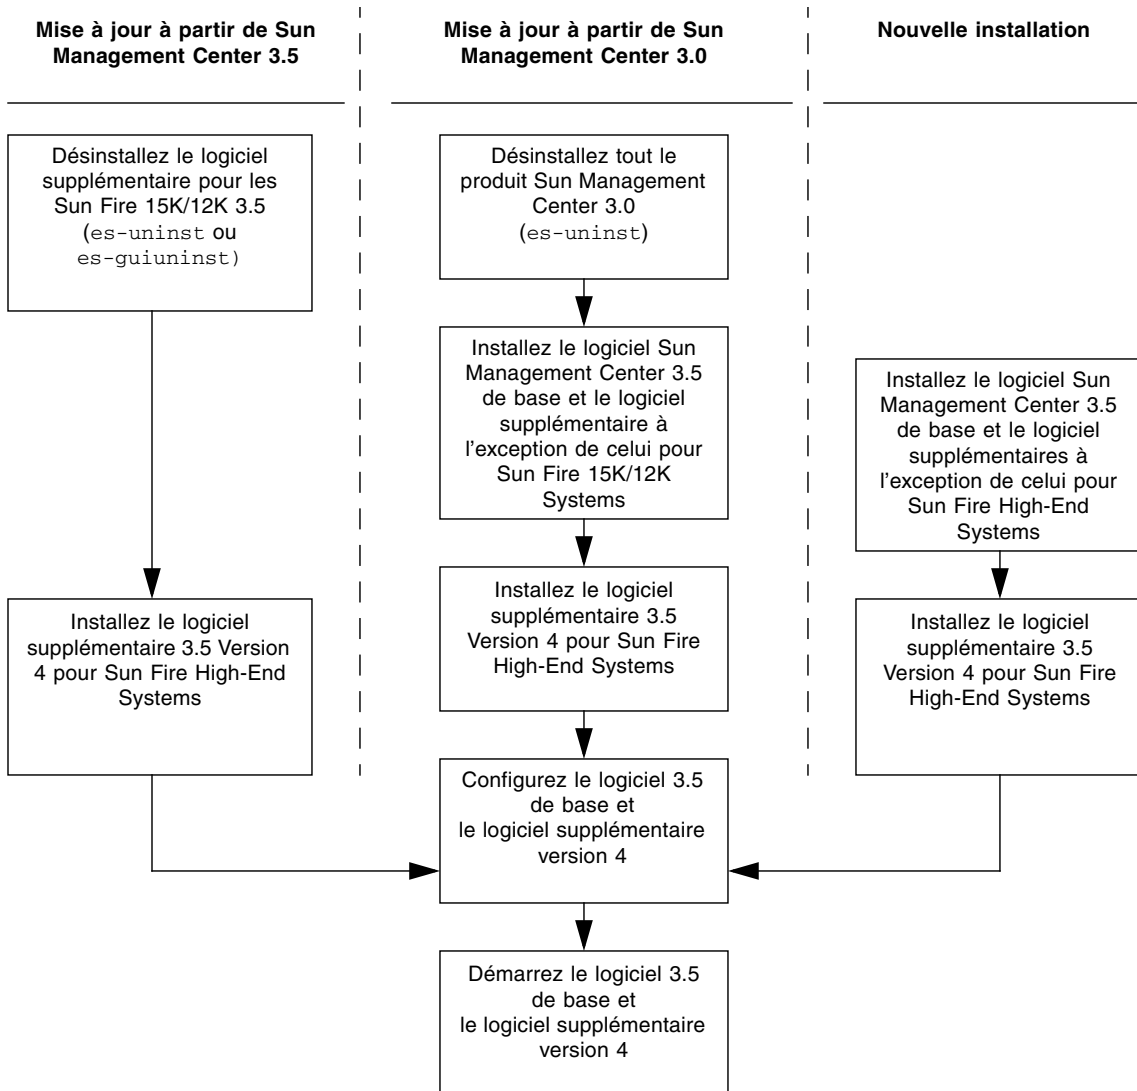 Mise à jour à partir de Sun
Management Center 3.5
Mise à jour à partir de Sun
Management Center 3.0
Nouvelle installation
Désinstallez le logiciel
supplémentaire pour les
Sun Fire 15K/12K 3.5
(es-uninst ou
es-guiuninst)
Désinstallez tout le
produit Sun Management
Center 3.0
(es-uninst)
Installez le logiciel Sun
Management Center 3.5
de base et le logiciel
supplémentaire à
l’exception de celui pour
Sun Fire 15K/12K
Systems
Installez le logiciel Sun
Management Center 3.5
de base et le logiciel
supplémentaires à
l’exception de celui pour
Sun Fire High-End
Systems
Installez le logiciel
supplémentaire 3.5 Version
4 pour Sun Fire High-End
Systems
Installez le logiciel
supplémentaire 3.5
Version 4 pour Sun Fire
High-End Systems
Installez le logiciel
supplémentaire 3.5
Version 4 pour Sun Fire
High-End Systems
Configurez le logiciel 3.5
de base et
le logiciel supplémentaire
version 4
Démarrez le logiciel 3.5
de base et
le logiciel supplémentaire
version 4